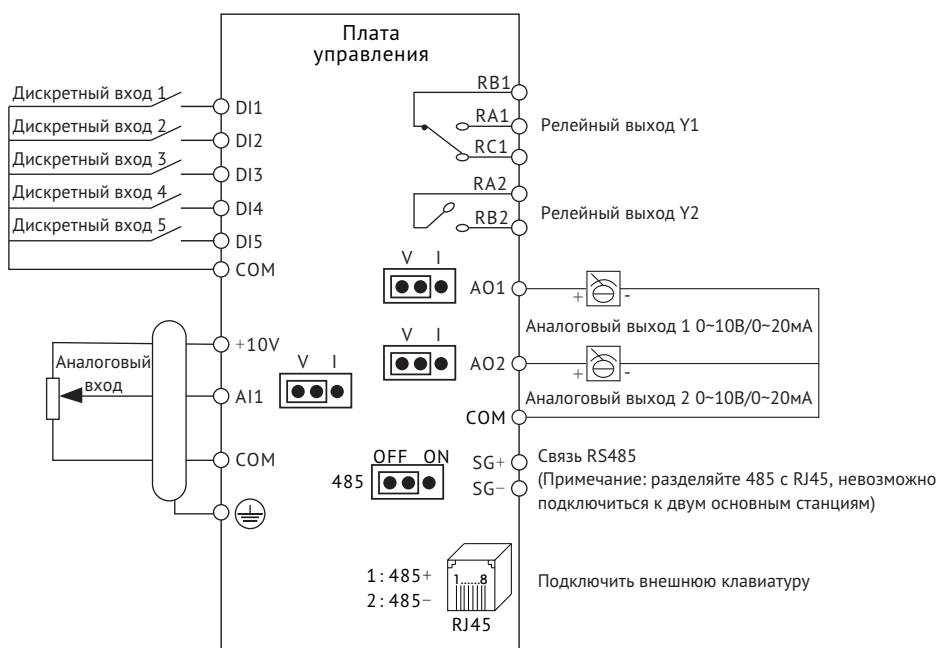 Плата
управления
Дискретный вход 1
DI1
Дискретный вход 2
DI2
Дискретный вход 3
DI3
Дискретный вход 4
DI4
Дискретный вход 5
DI5
COM
RB1
RA1
RC1
Релейный выход Y1
RA2
RB2
Релейный выход Y2
V I
AO1
+ -
Аналоговый выход 1 0~10В/0~20мА
V I
AO2
+ -
Аналоговый выход 2 0~10В/0~20мА
COM
+10V
Аналоговый
вход
V I
AI1
COM
OFF ON
485
SG+
SG−
Связь RS485
(Примечание: разделяйте 485 с RJ45, невозможно
подключиться к двум основным станциям)
1:485+
2:485−
1......8
RJ45
Подключить внешнюю клавиатуру